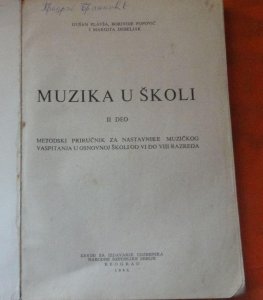 DUŠAN PLAVŠA, BORIVOJE POPOVIĆ
I MARGITA DEBELJAK
MUZIKA U ŠKOLI
II DEO
METODSKI PRIRUČNIK ZA NASTAVNIKE MUZIČKOG
VASPITANJA U OSNOVNOJ ŠKOLI OD VI DO VIII RAZREDA
ZAVOD ZA IZDAVANJE UDŽBENIKA
NARODNE REPUBLIKE SRBIJE
BEOGRAD